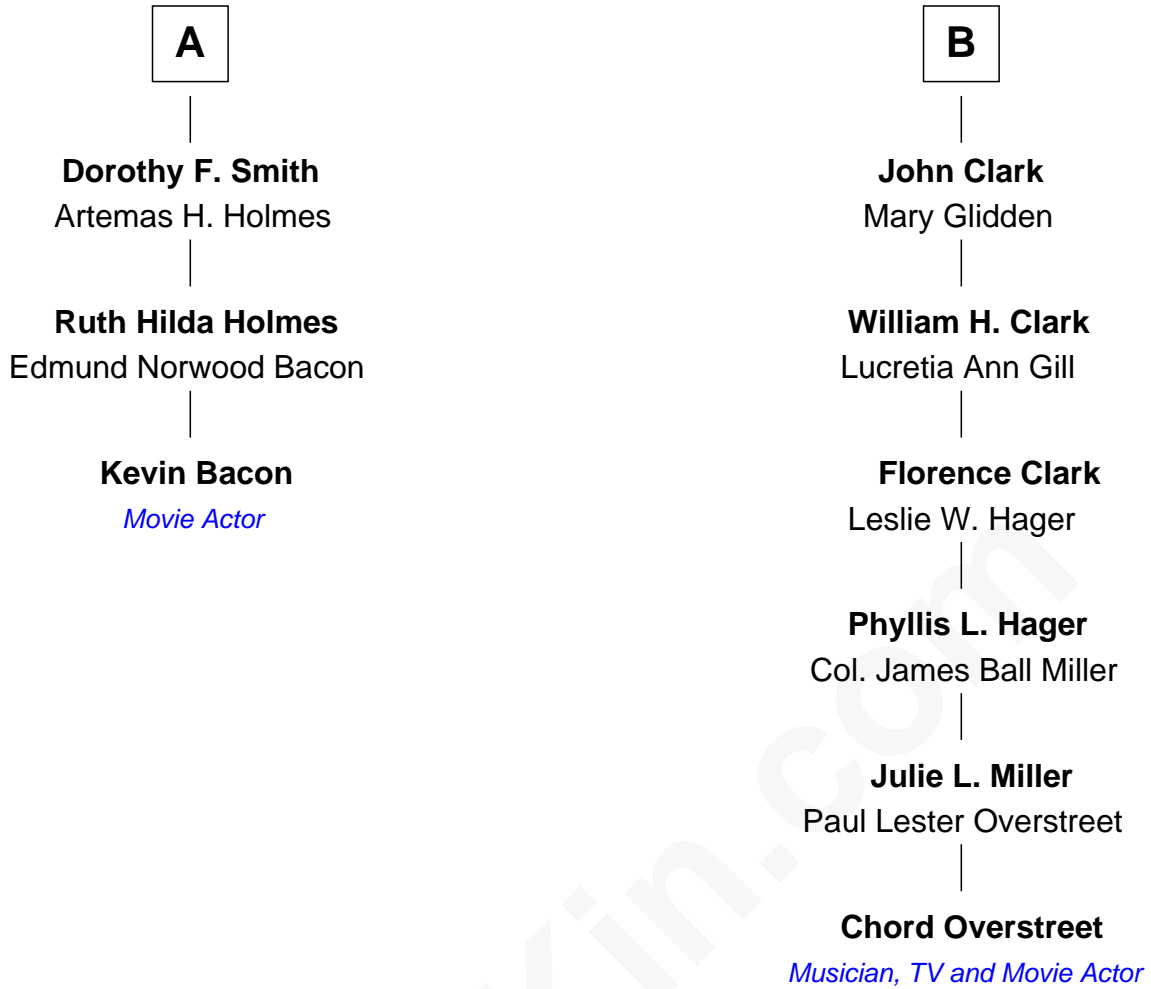 A
Dorothy F. Smith
Artemas H. Holmes
Ruth Hilda Holmes
Edmund Norwood Bacon
Kevin Bacon
Movie Actor
B
John Clark
Mary Glidden
William H. Clark
Lucretia Ann Gill
Florence Clark
Leslie W. Hager
Phyllis L. Hager
Col. James Ball Miller
Julie L. Miller
Paul Lester Overstreet
Chord Overstreet
Musician, TV and Movie Actor